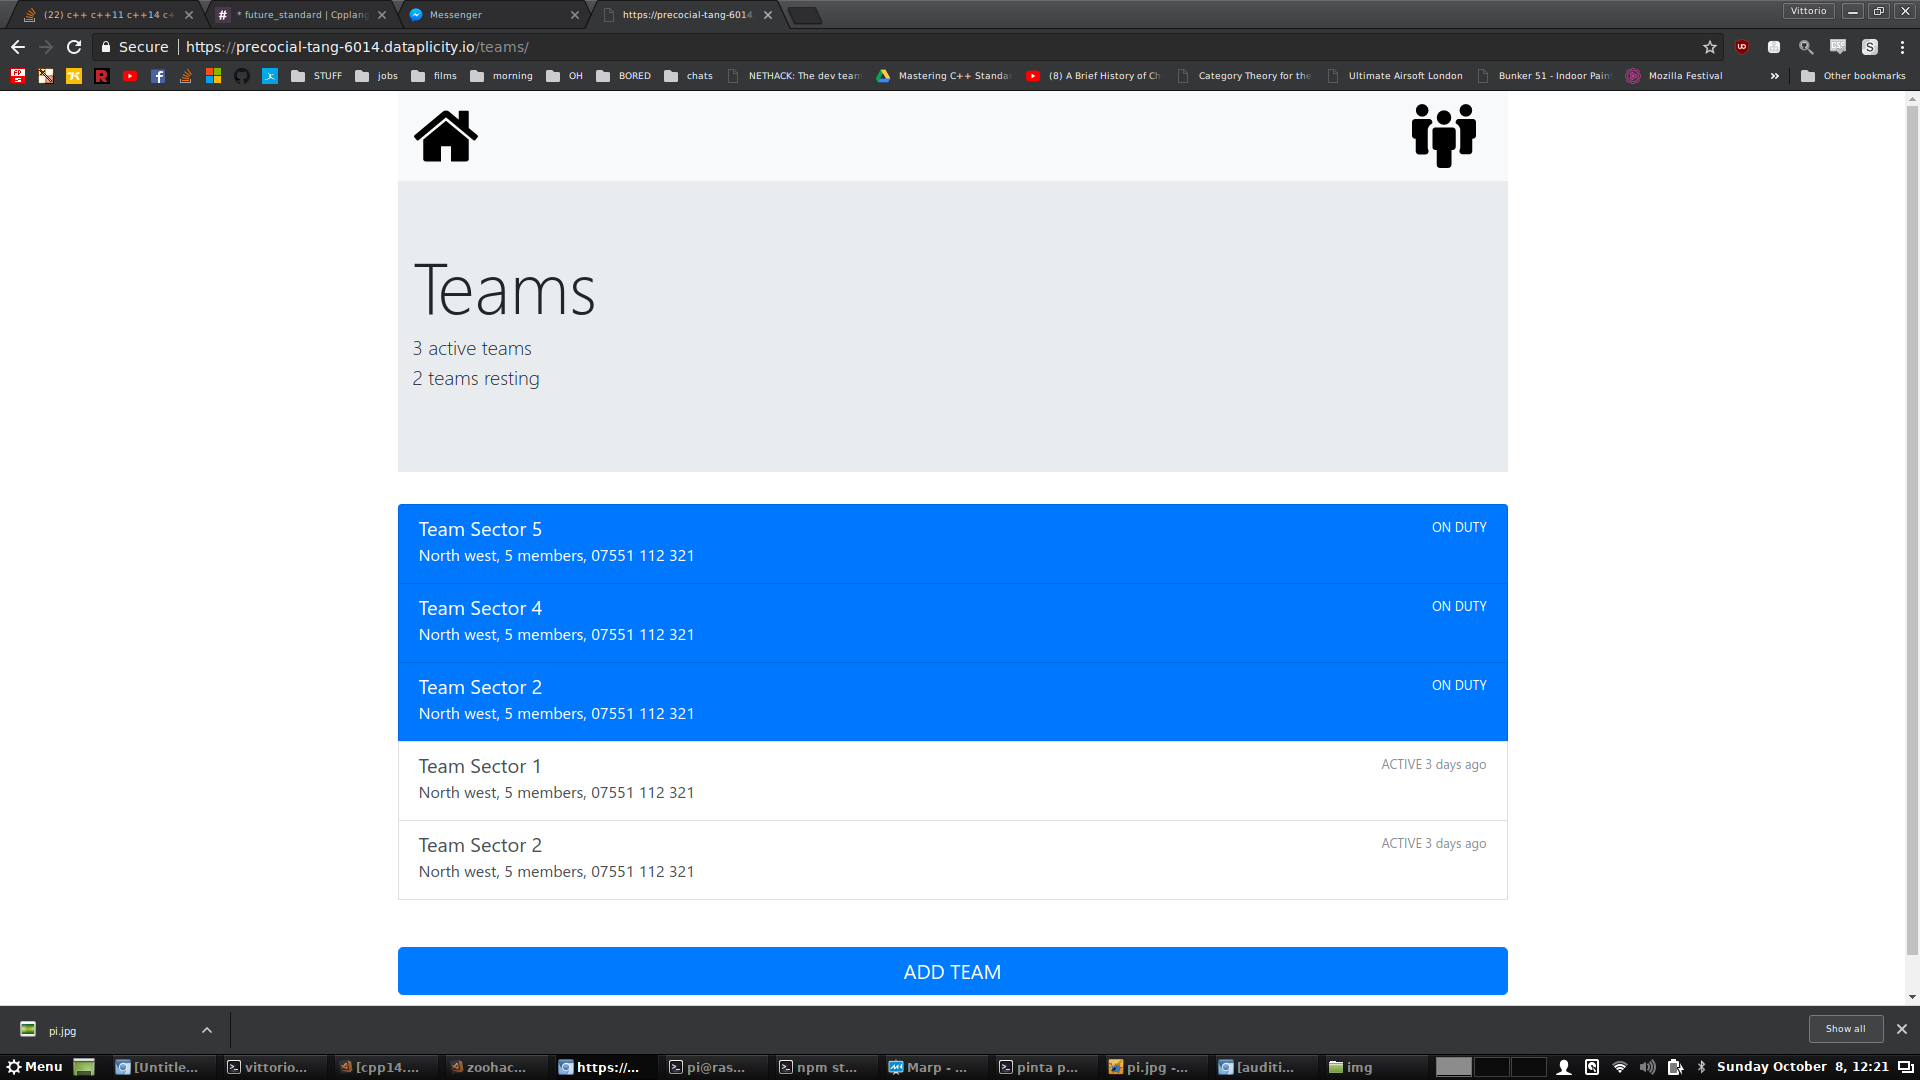 (22) c++ c++11 c++14 c+
* future_standard | Cpplang
Messenger
https://precocial-tang-6014
Vittorio
Secure
https://precocial-tang-6014.dataplicity.io/teams/
STUFF
jobs
films
morning
OH
BORED
chats
NETHACK: The dev team
Mastering C++ Standa
(8) A Brief History of Ch
Category Theory for the
Ultimate Airsoft London
Bunker 51 - Indoor Pain
Mozilla Festival
»
Other bookmarks
Teams
3 active teams
2 teams resting
Team Sector 5
ON DUTY
North west, 5 members, 07551 112 321
Team Sector 4
ON DUTY
North west, 5 members, 07551 112 321
Team Sector 2
ON DUTY
North west, 5 members, 07551 112 321
Team Sector 1
ACTIVE 3 days ago
North west, 5 members, 07551 112 321
Team Sector 2
ACTIVE 3 days ago
North west, 5 members, 07551 112 321
ADD TEAM
pi.jpg
Show all
Menu
[Untitle...
vittorio...
[cpp14....
zoohac...
https:/...
pi@ras...
npm st...
Marp - ...
pinta p...
pi.jpg -...
[auditi...
img
Sunday October 8, 12:21